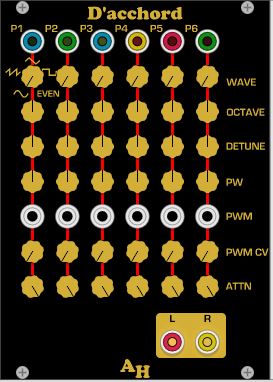 D'acchord
P1 P2 P3 P4 P5 P6
WAVE
EVEN
OCTAVE
DETUNE
PW
PWM
PWM CV
ATTN
L R
AH